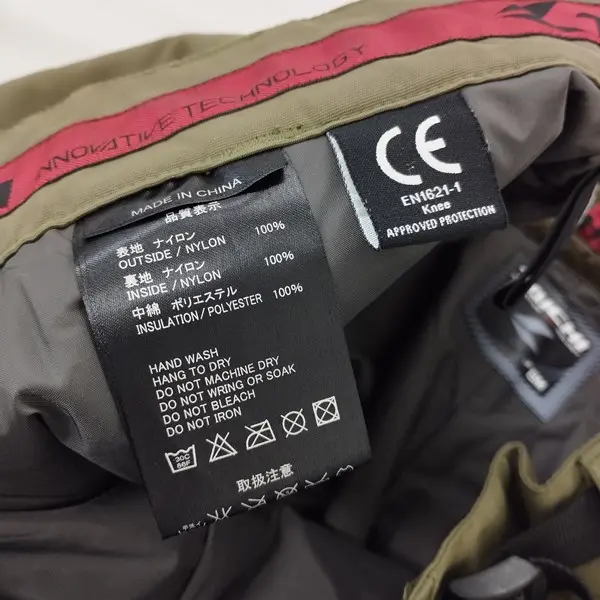 INNOVATIVE TECHNOLOGY
MADE IN CHINA
品質表示
表地 ナイロン
OUTSIDE / NYLON 100%
裏地 ナイロン
INSIDE / NYLON 100%
中綿 ポリエステル
INSULATION / POLYESTER 100%
HAND WASH
HANG TO DRY
DO NOT MACHINE DRY
DO NOT WRING OR SOAK
DO NOT BLEACH
DO NOT IRON
30C
86F
取扱注意
CE
EN1621-1
Knee
APPROVED PROTECTION